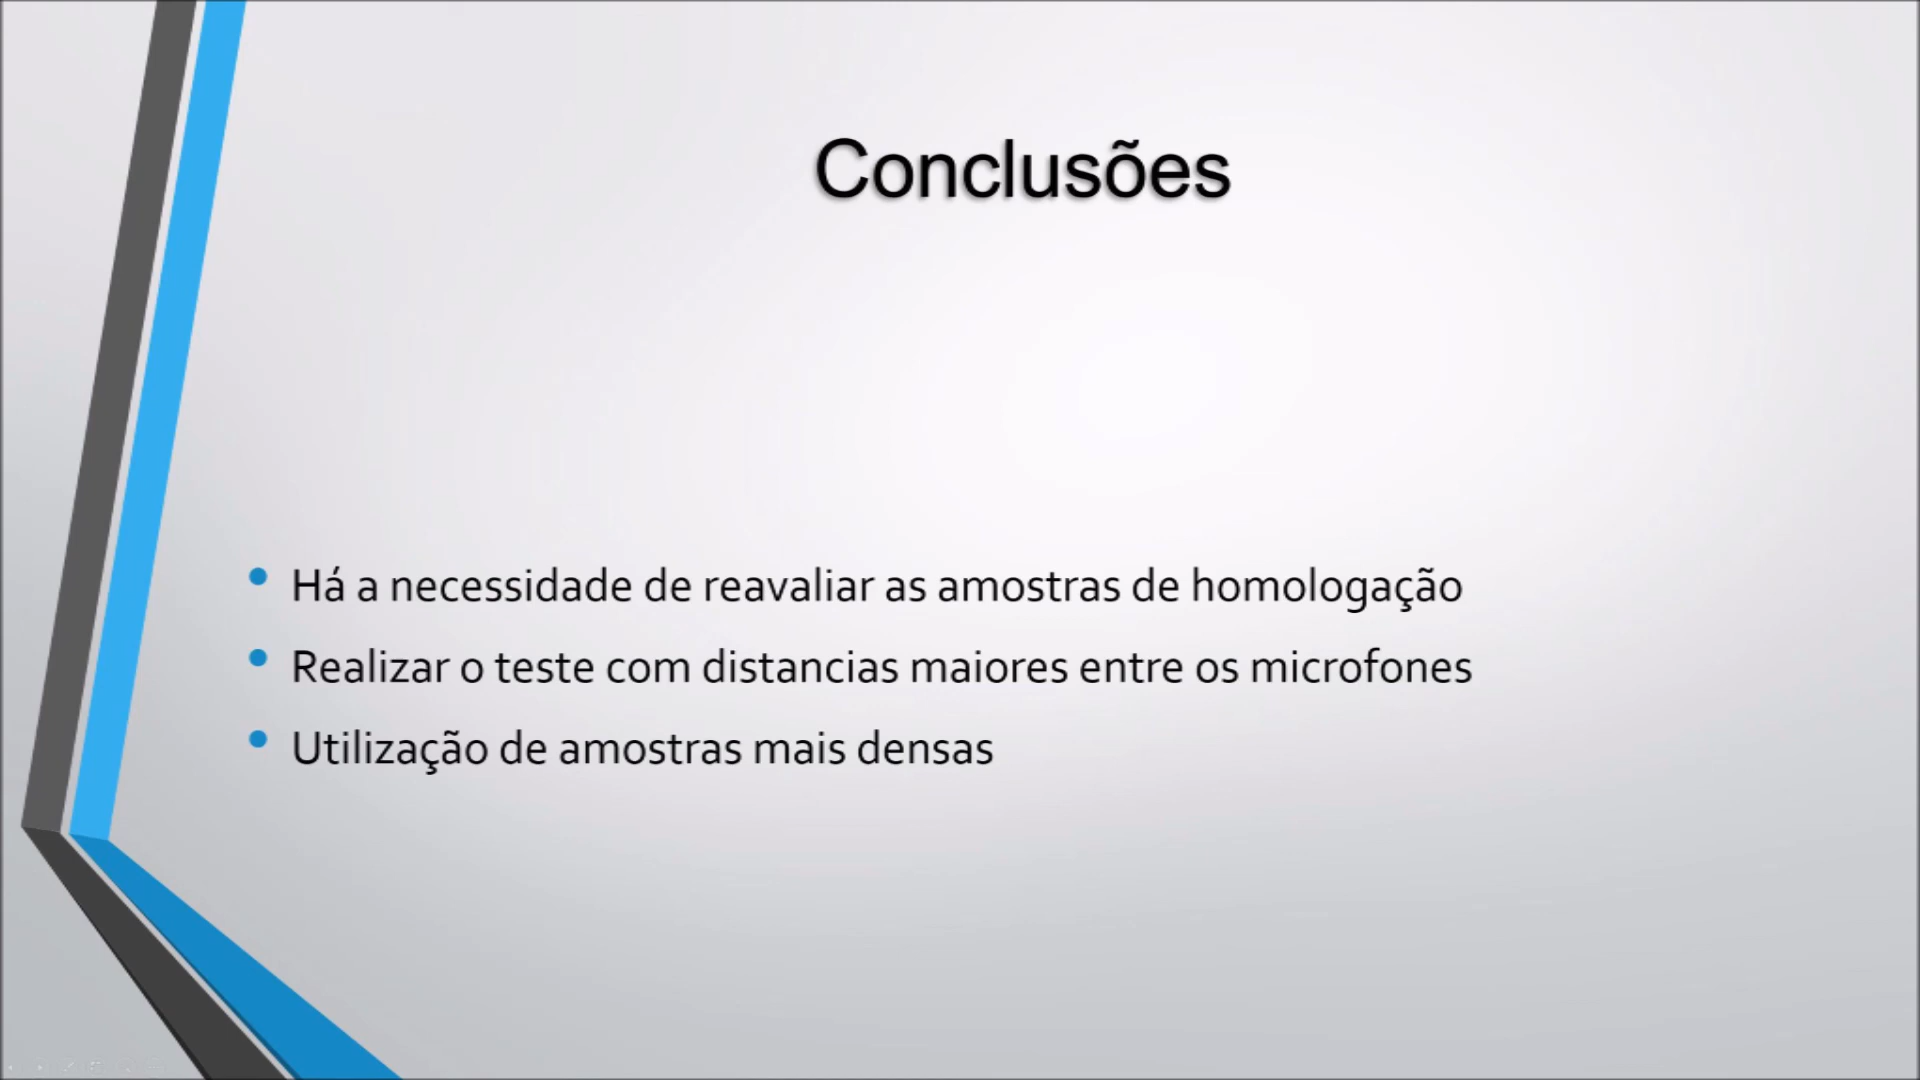 Conclusões
• Há a necessidade de reavaliar as amostras de homologação
• Realizar o teste com distancias maiores entre os microfones
• Utilização de amostras mais densas